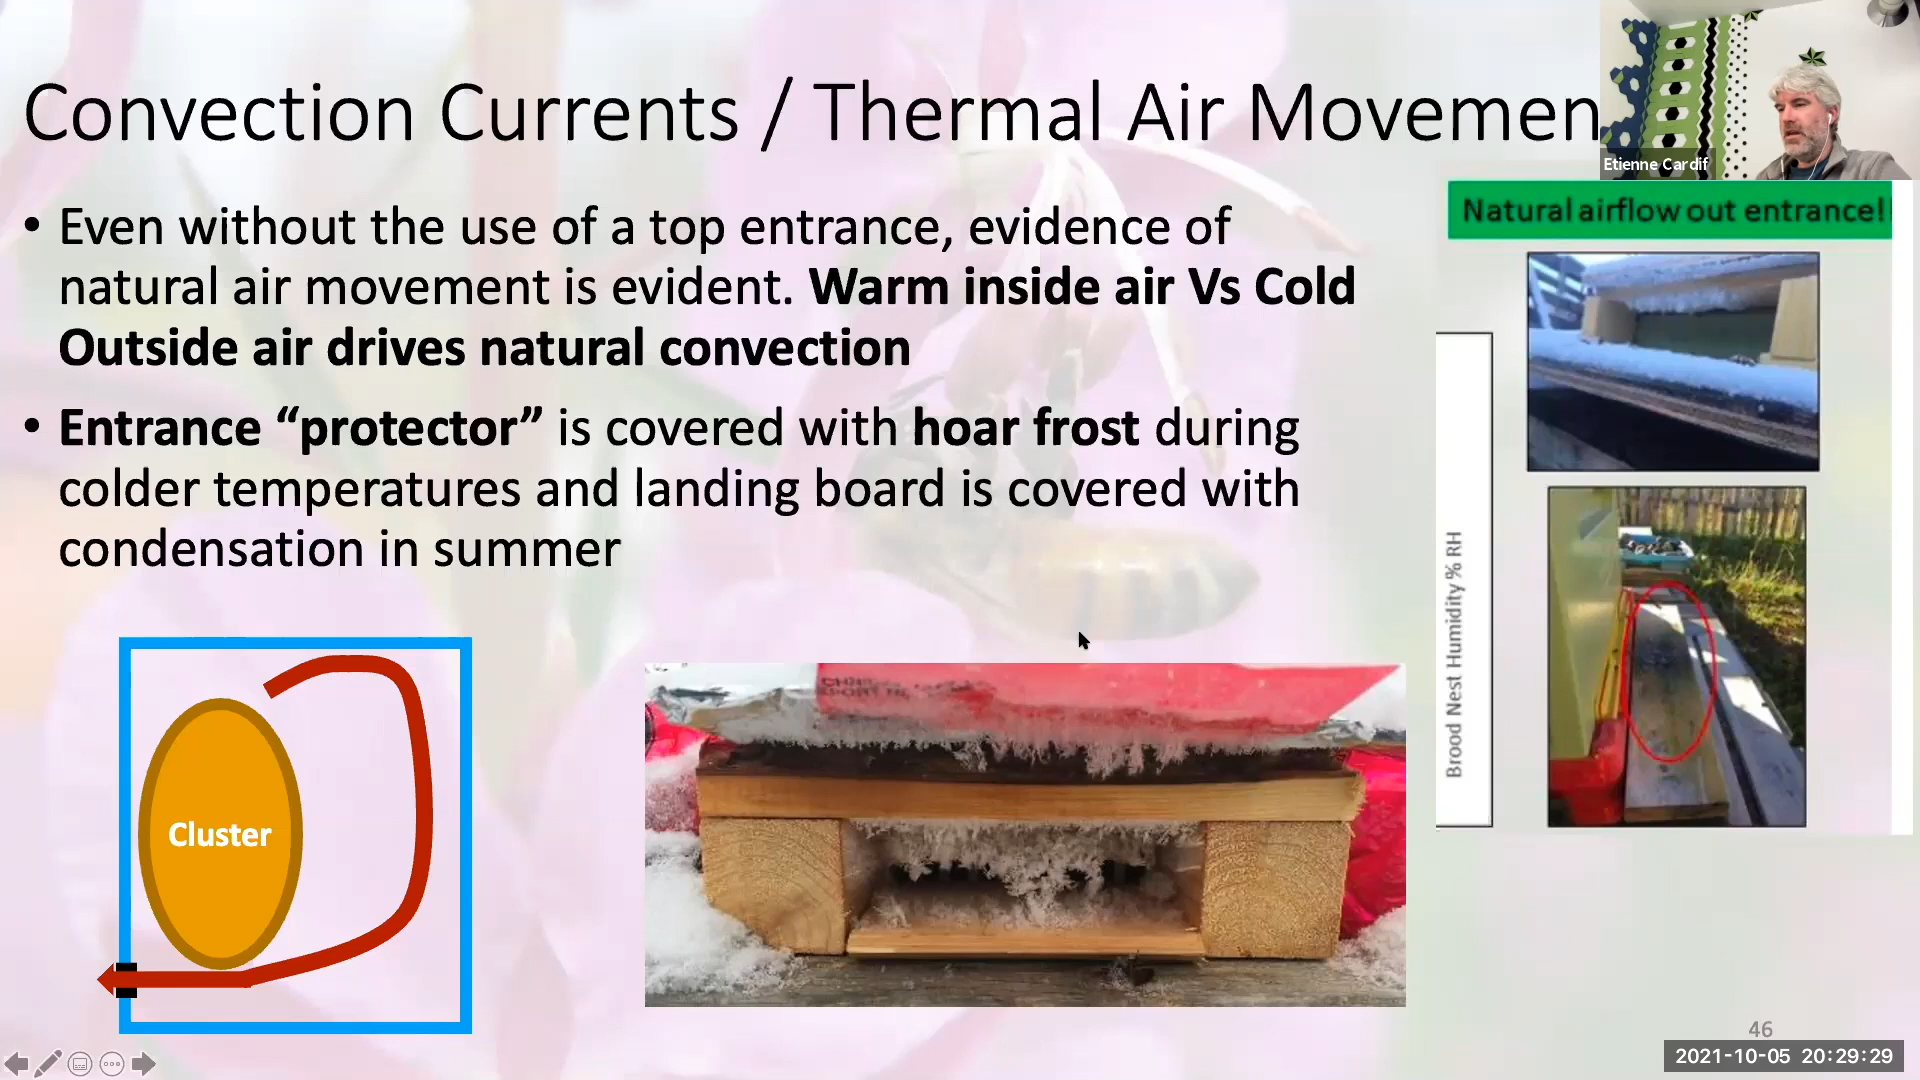 Convection Currents / Thermal Air Movemen
Etienne Cardif
• Even without the use of a top entrance, evidence of
natural air movement is evident. Warm inside air Vs Cold
Outside air drives natural convection
• Entrance “protector” is covered with hoar frost during
colder temperatures and landing board is covered with
condensation in summer
Natural airflow out entrance!
Brood Nest Humidity % RH
Cluster
46
2021-10-05 20:29:29